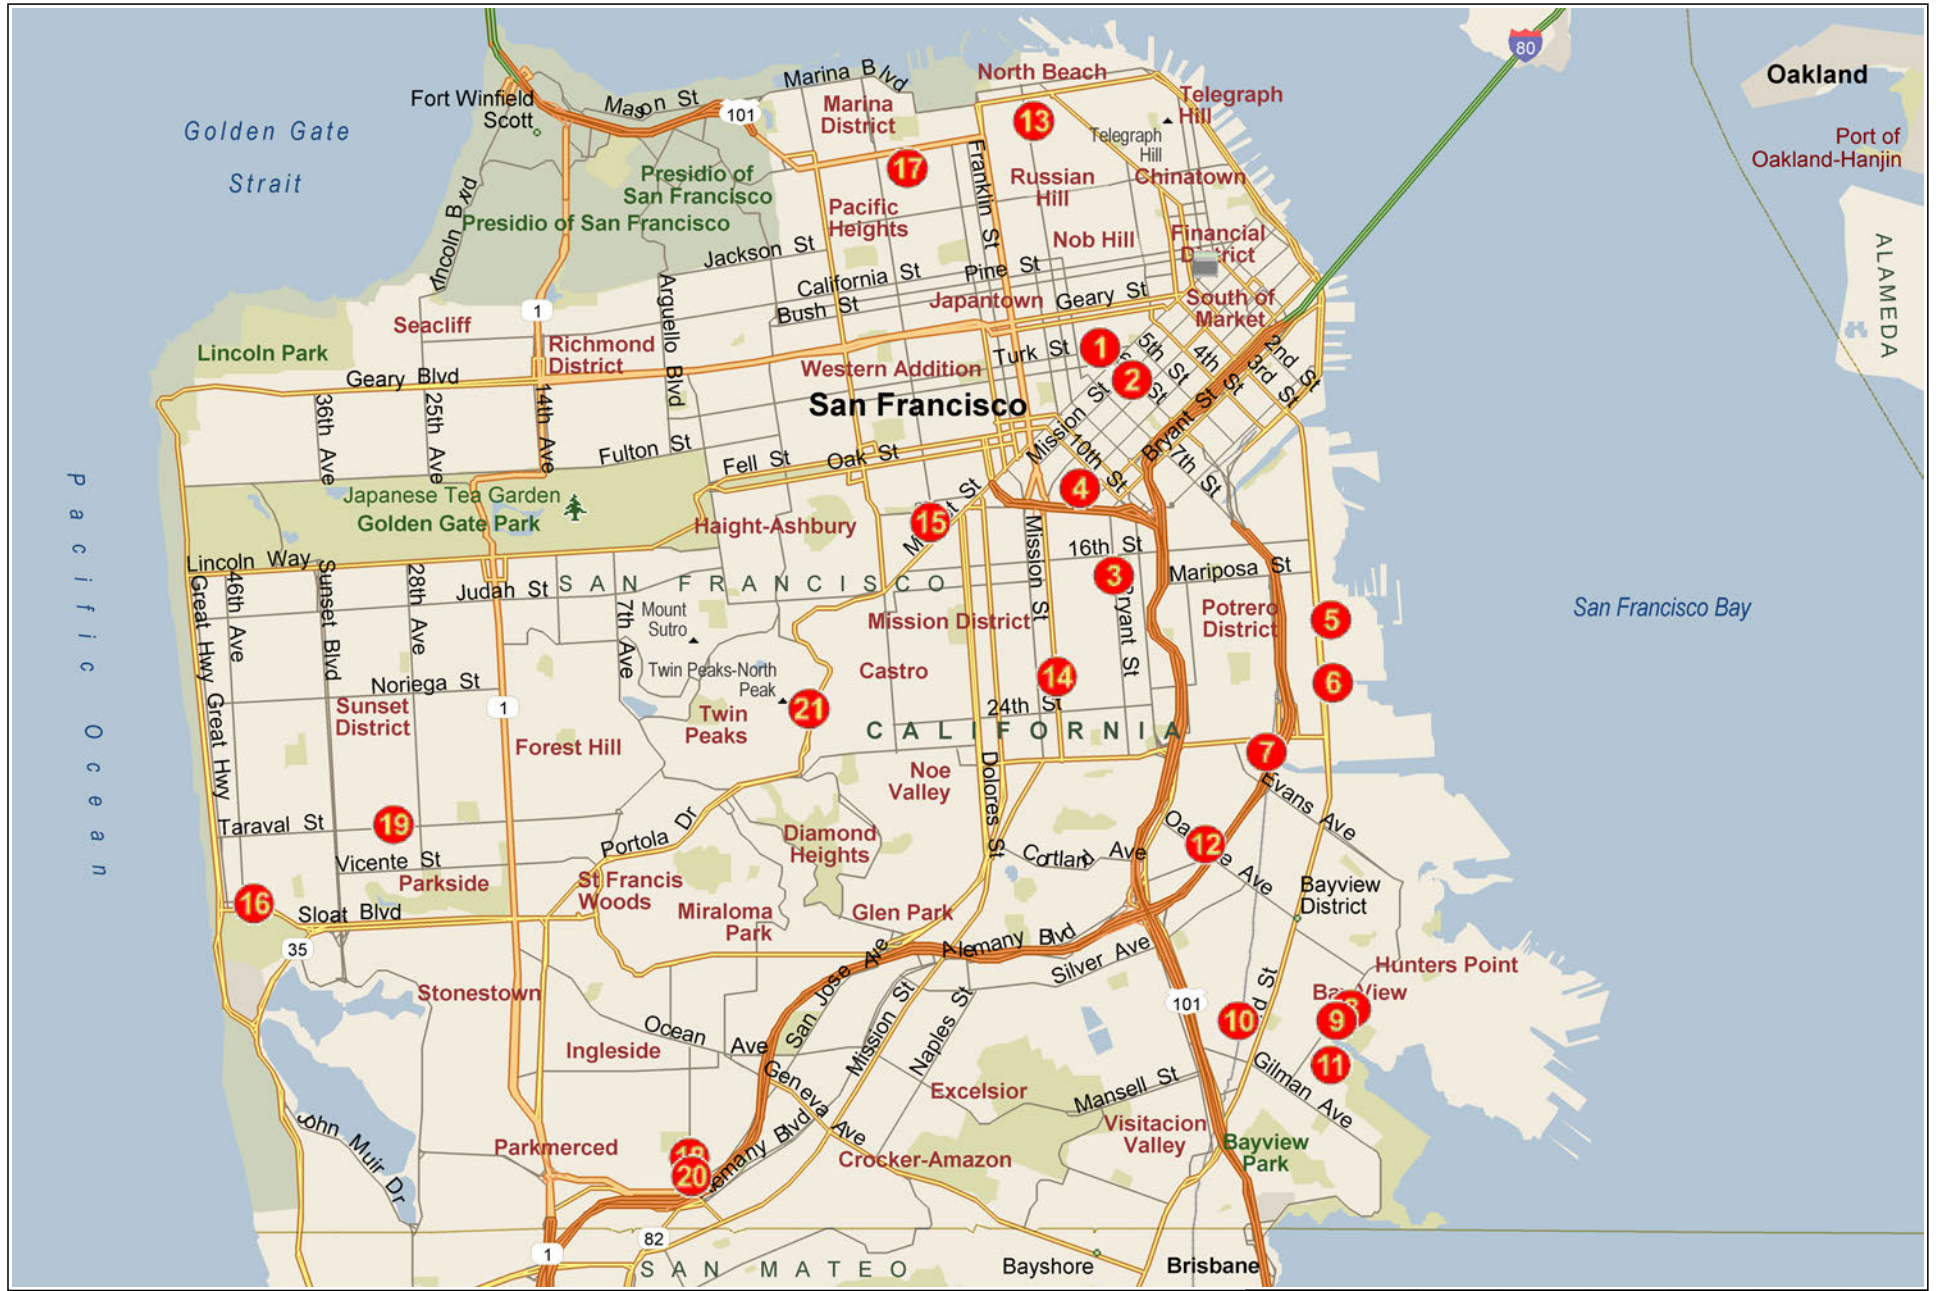 80
Oakland
Port of
Oakland-Hanjin
ALAMEDA
Golden Gate
Strait
Fort Winfield
Scott
Mason St
101
Marina Blvd
Marina
District
North Beach
13
Telegraph
Hill
Telegraph
Hill
17
Franklin St
Russian
Hill
Chinatown
Presidio of
San Francisco
Presidio of San Francisco
Lincoln Blvd
Pacific
Heights
Nob Hill
Financial
District
Jackson St
California St
Pine St
Bush St
Japantown
Geary St
South of
Market
Arguello Blvd
1
Seacliff
Richmond
District
Lincoln Park
Geary Blvd
Western Addition
Turk St
1
2
5th St
4th St
3rd St
2nd St
St
San Francisco
36th Ave
25th Ave
14th Ave
Fulton St
Fell St
Oak St
Mission St
10th St
Bryant St
7th St
4
Japanese Tea Garden
Golden Gate Park
Haight-Ashbury
15
Pacific Ocean
Lincoln Way
Judah St
SAN FRANCISCO
Mission St
16th St
3
Bryant St
Mariposa St
Great Hwy
46th Ave
Sunset Blvd
28th Ave
7th Ave
Mount
Sutro
Mission District
Potrero
District
5
San Francisco Bay
Twin Peaks-North
Peak
Castro
14
6
Noriega St
Sunset
District
1
Twin
Peaks
21
24th St
CALIFORNIA
Great Hwy
Forest Hill
Noe
Valley
Dolores St
7
Evans Ave
Taraval St
19
Portola Dr
Diamond
Heights
Cortland Ave
12
Ave
Vicente St
Parkside
St Francis
Woods
Bayview
District
16
Sloat Blvd
35
Miraloma
Park
Glen Park
Alemany Blvd
Silver Ave
Hunters Point
Stonestown
San Jose Ave
Mission St
Naples St
101
10
Bay View
8
9
11
Ocean Ave
Ingleside
Geneva Ave
Excelsior
Mansell St
Gilman Ave
Visitacion
Valley
Bayview
Park
John Muir Dr
Parkmerced
18
20
Alemany Blvd
Crocker-Amazon
82
1
SAN MATEO
Bayshore
Brisbane